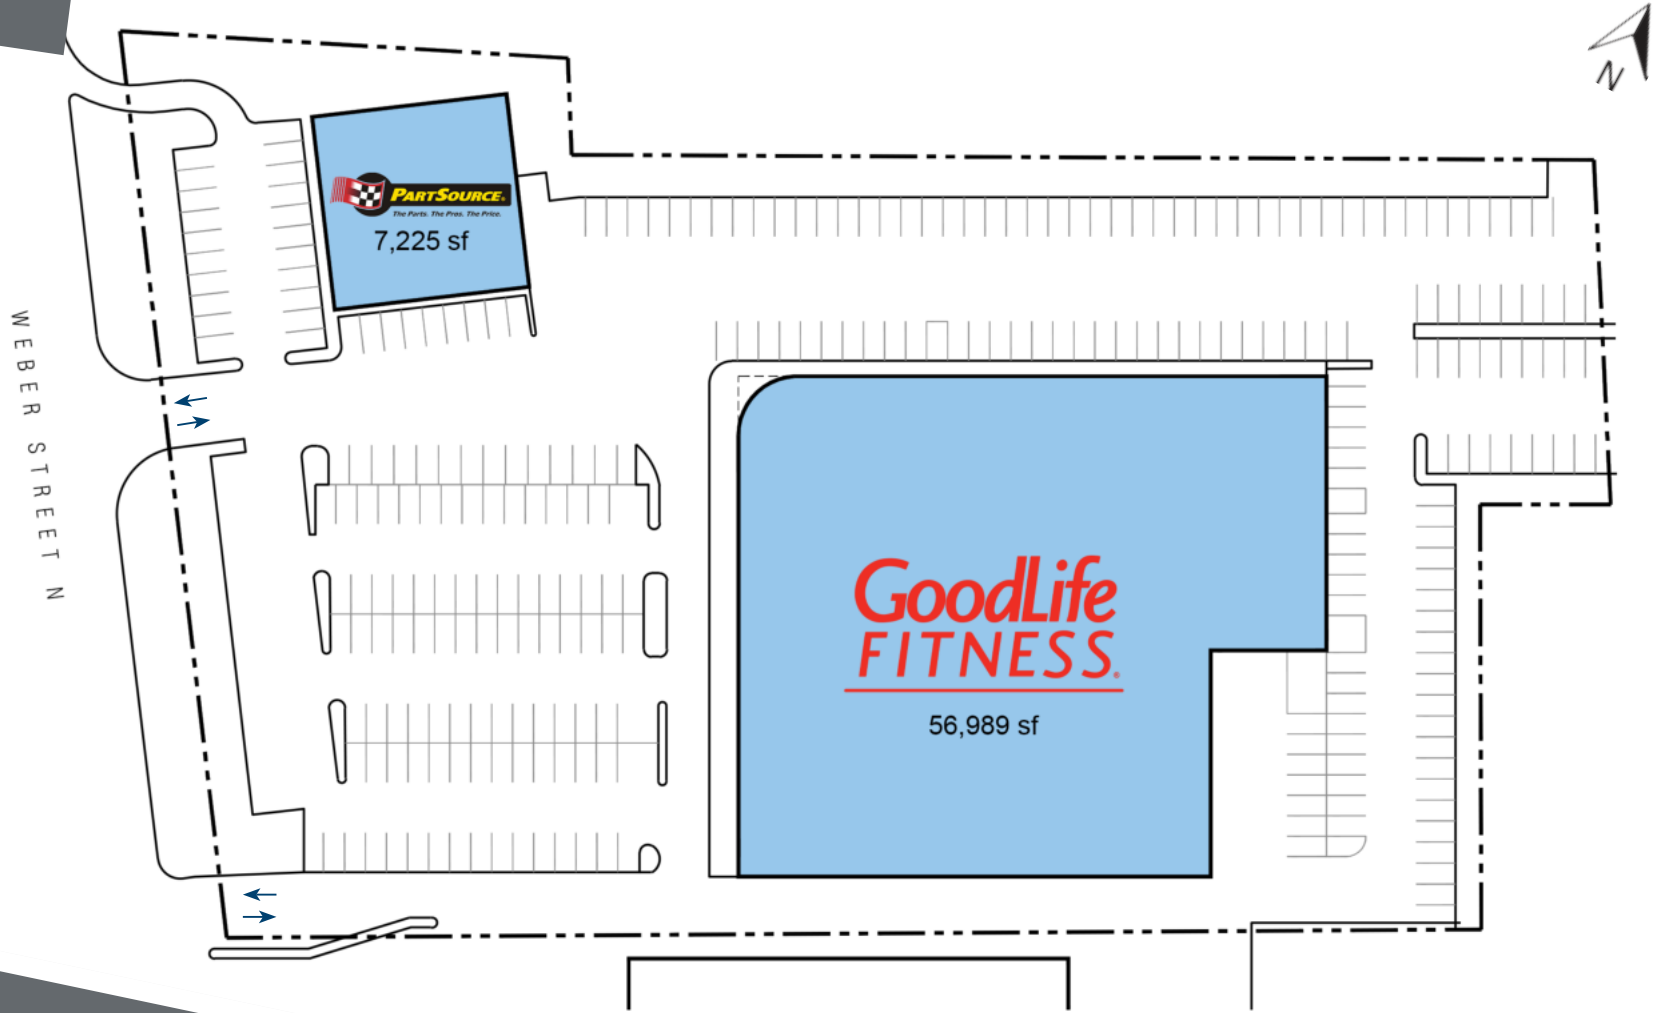 N
PARTSOURCE®
The Parts. The Pros. The Price.
7,225 sf
WEBER STREET N
GoodLife
FITNESS®
56,989 sf